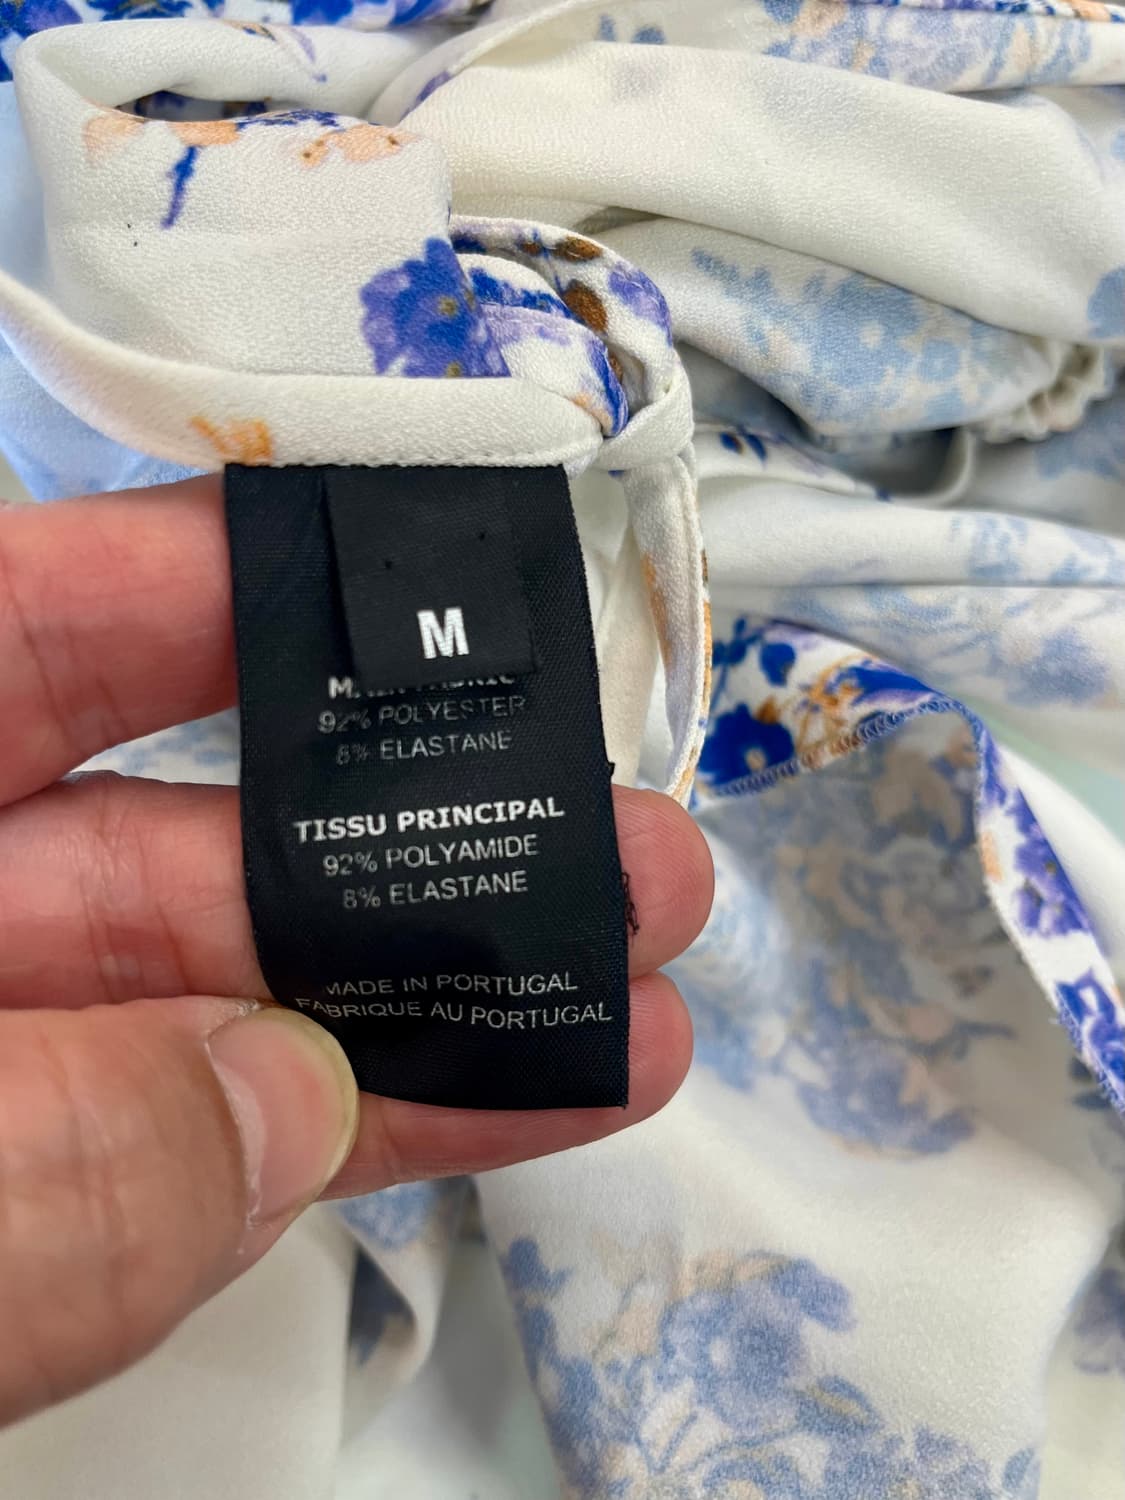 M
92% POLYESTER
8% ELASTANE
TISSU PRINCIPAL
92% POLYAMIDE
8% ELASTANE
MADE IN PORTUGAL
FABRIQUE AU PORTUGAL